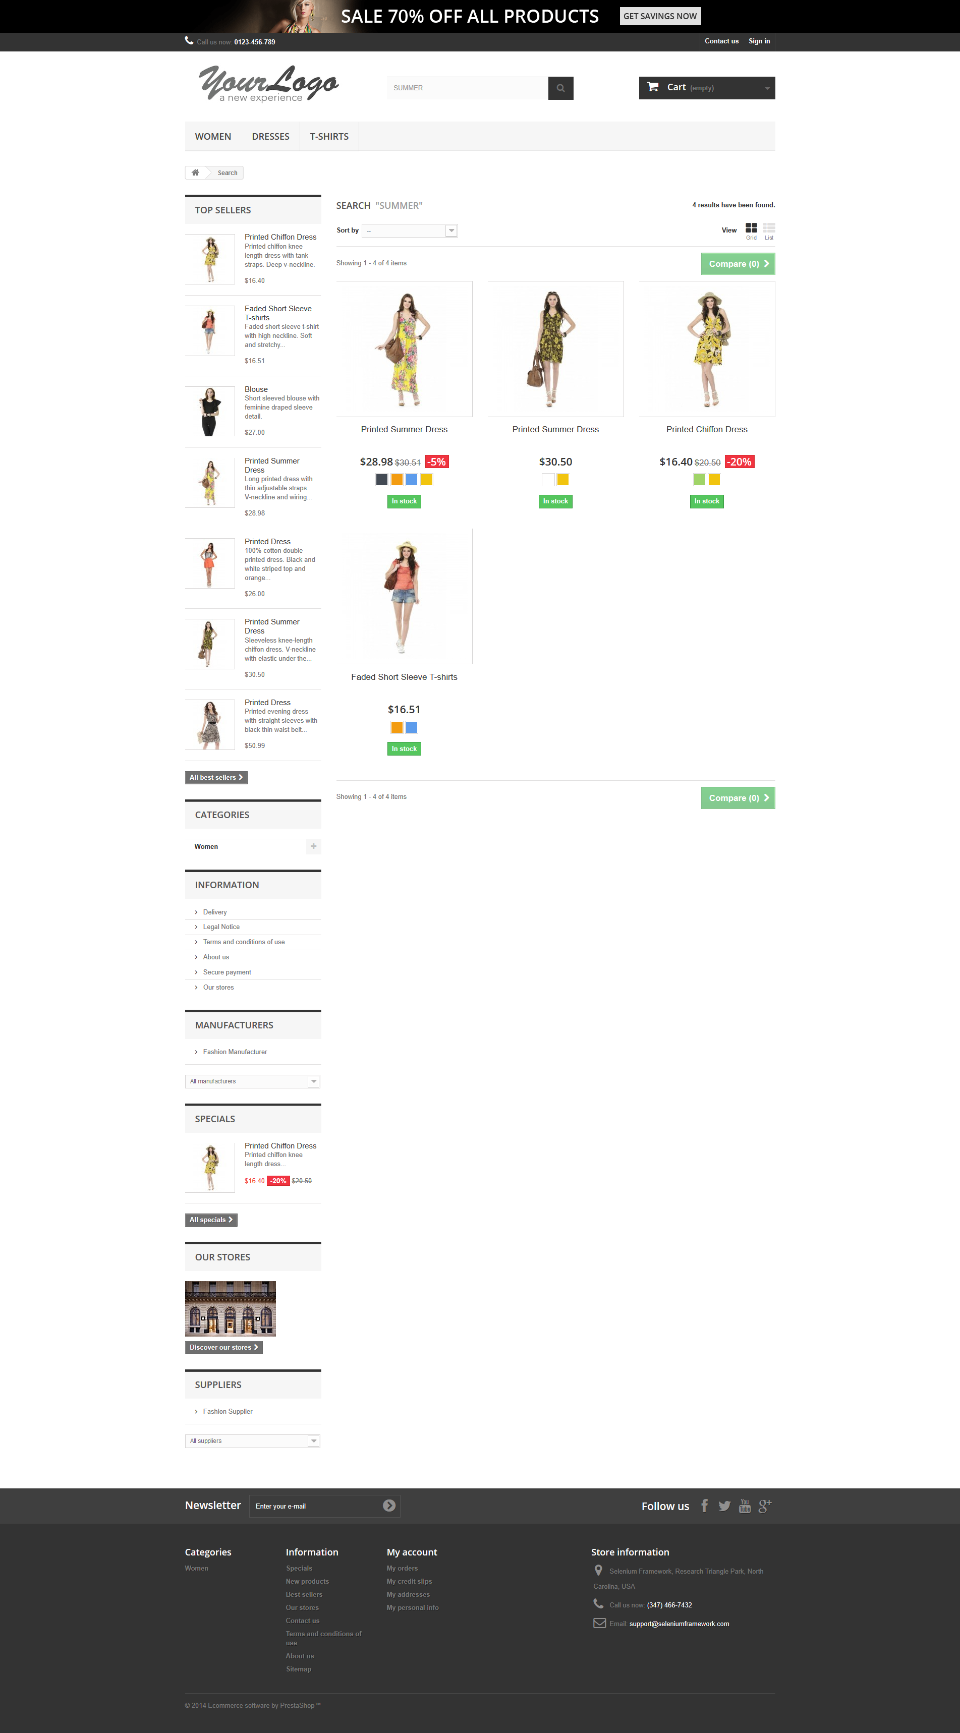 SALE 70% OFF ALL PRODUCTS GET SAVINGS NOW
Call us now: 0123-456-789 Contact us Sign in
YourLogo
a new experience
SUMMER
Cart (empty)
WOMEN DRESSES T-SHIRTS
Search
TOP SELLERS
Printed Chiffon Dress
Printed chiffon knee
length dress with tank
straps. Deep v-neckline.
$16.40
Faded Short Sleeve
T-shirts
Faded short sleeve t-shirt
with high neckline. Soft
and stretchy...
$16.51
Blouse
Short sleeved blouse with
feminine draped sleeve
detail.
$27.00
Printed Summer
Dress
Long printed dress with
thin adjustable straps.
V-neckline and wiring
$28.98
Printed Dress
100% cotton double
printed dress. Black and
white striped top and
orange...
$26.00
Printed Summer
Dress
Sleeveless knee-length
chiffon dress. V-neckline
with elastic under the...
$30.50
Printed Dress
Printed evening dress
with straight sleeves with
black thin waist belt...
$50.99
All best sellers
CATEGORIES
Women
INFORMATION
Delivery
Legal Notice
Terms and conditions of use
About us
Secure payment
Our stores
MANUFACTURERS
Fashion Manufacturer
All manufacturers
SPECIALS
Printed Chiffon Dress
Printed chiffon knee
length dress...
$16.40 -20% $20.50
All specials
OUR STORES
Discover our stores
SUPPLIERS
Fashion Supplier
All suppliers
SEARCH "SUMMER" 4 results have been found.
Sort by -- View Grid List
Showing 1 - 4 of 4 items Compare (0)
Printed Summer Dress
$28.98 $30.51 -5%
In stock
Printed Summer Dress
$30.50
In stock
Printed Chiffon Dress
$16.40 $20.50 -20%
In stock
Faded Short Sleeve T-shirts
$16.51
In stock
Showing 1 - 4 of 4 items Compare (0)
Newsletter Enter your e-mail Follow us
Categories
Women
Information
Specials
New products
Best sellers
Our stores
Contact us
Terms and conditions of
use
About us
Sitemap
My account
My orders
My credit slips
My addresses
My personal info
Store information
Selenium Framework, Research Triangle Park, North
Carolina, USA
Call us now: (347) 466-7432
Email: support@seleniumframework.com
© 2014 Ecommerce software by PrestaShop™